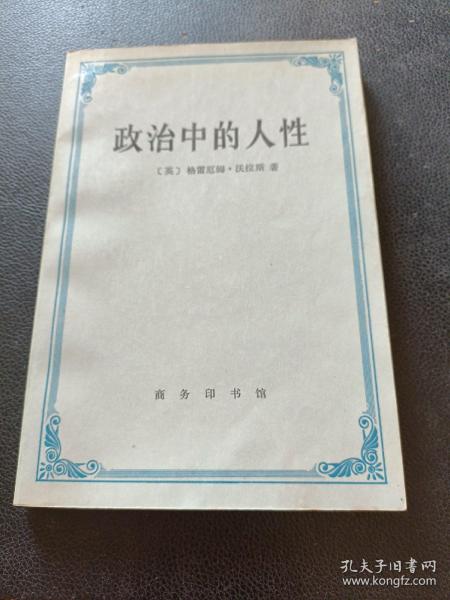 政治中的人性
〔英〕格雷厄姆·沃拉斯 著
商务印书馆
孔夫子旧书网
www.kongfz.com